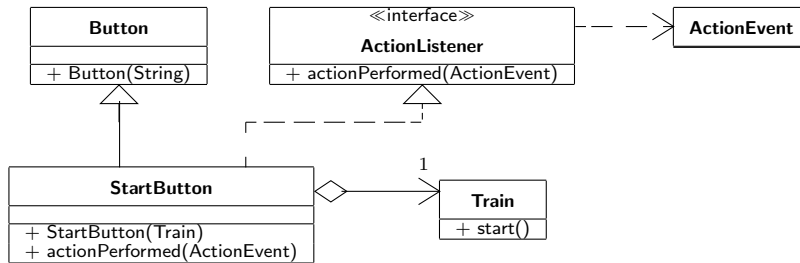 Button
+ Button(String)
≪interface≫
ActionListener
+ actionPerformed(ActionEvent)
ActionEvent
StartButton
+ StartButton(Train)
+ actionPerformed(ActionEvent)
1
Train
+ start()